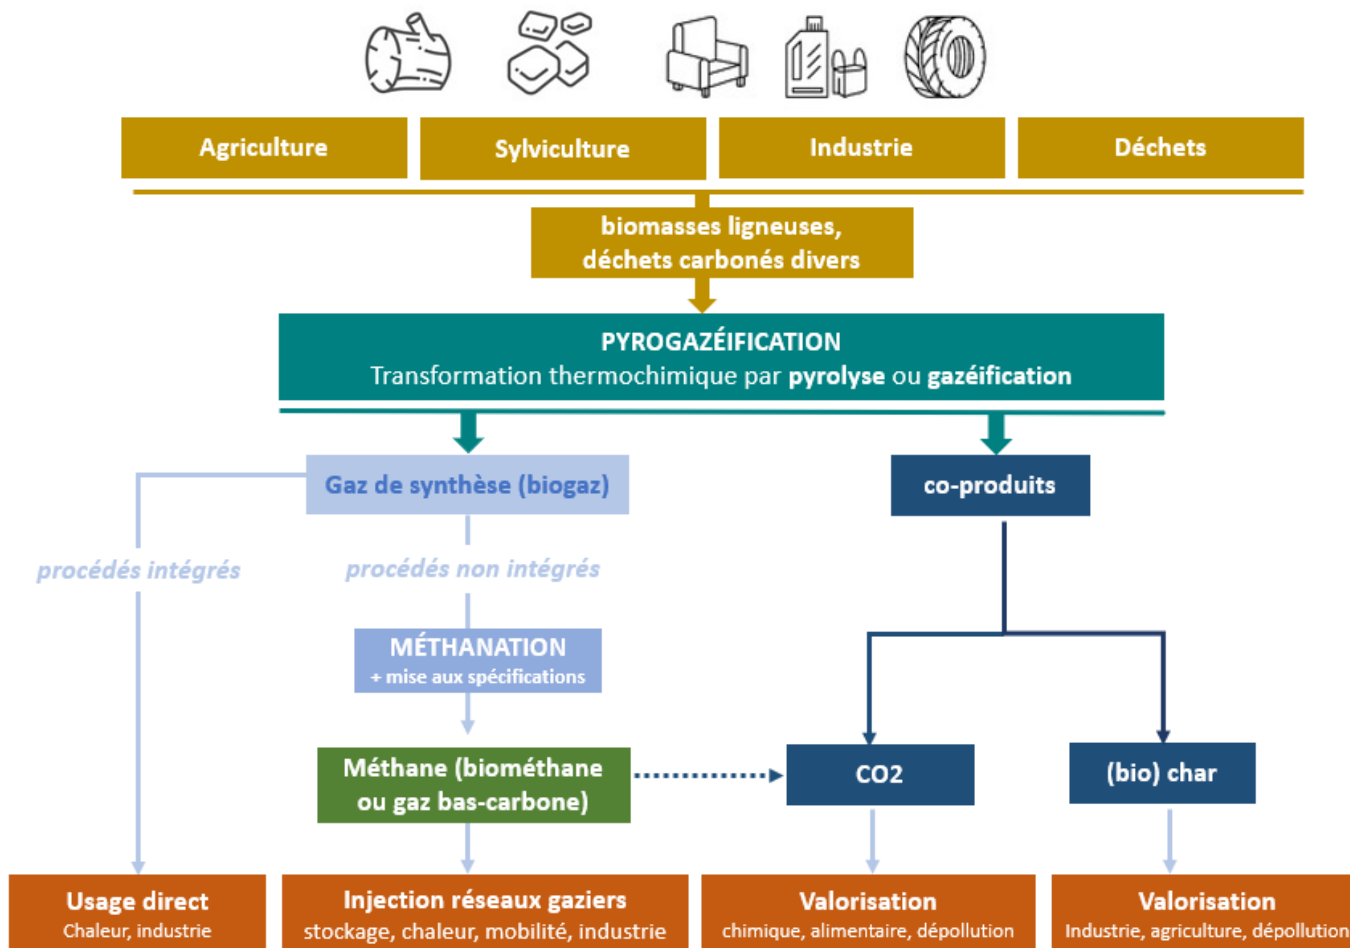 Agriculture
Sylviculture
Industrie
Déchets
biomasses ligneuses,
déchets carbonés divers
PYROGAZÉIFICATION
Transformation thermochimique par pyrolyse ou gazéification
Gaz de synthèse (biogaz)
co-produits
procédés intégrés
procédés non intégrés
MÉTHANATION
+ mise aux spécifications
Méthane (biométhane
ou gaz bas-carbone)
CO2
(bio) char
Usage direct
Chaleur, industrie
Injection réseaux gaziers
stockage, chaleur, mobilité, industrie
Valorisation
chimique, alimentaire, dépollution
Valorisation
Industrie, agriculture, dépollution